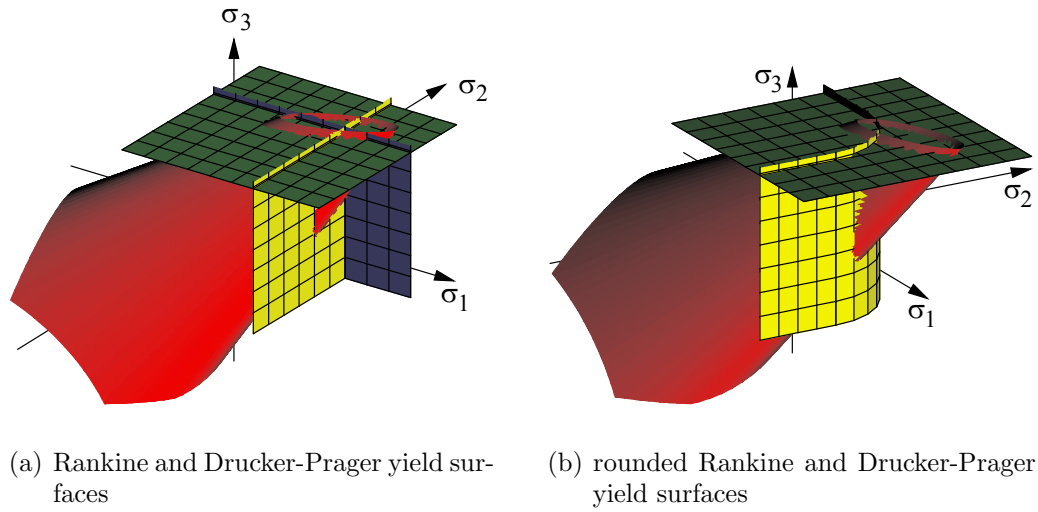 σ3
σ2
σ1
(a) Rankine and Drucker-Prager yield sur-
faces
σ3
σ2
σ1
(b) rounded Rankine and Drucker-Prager
yield surfaces